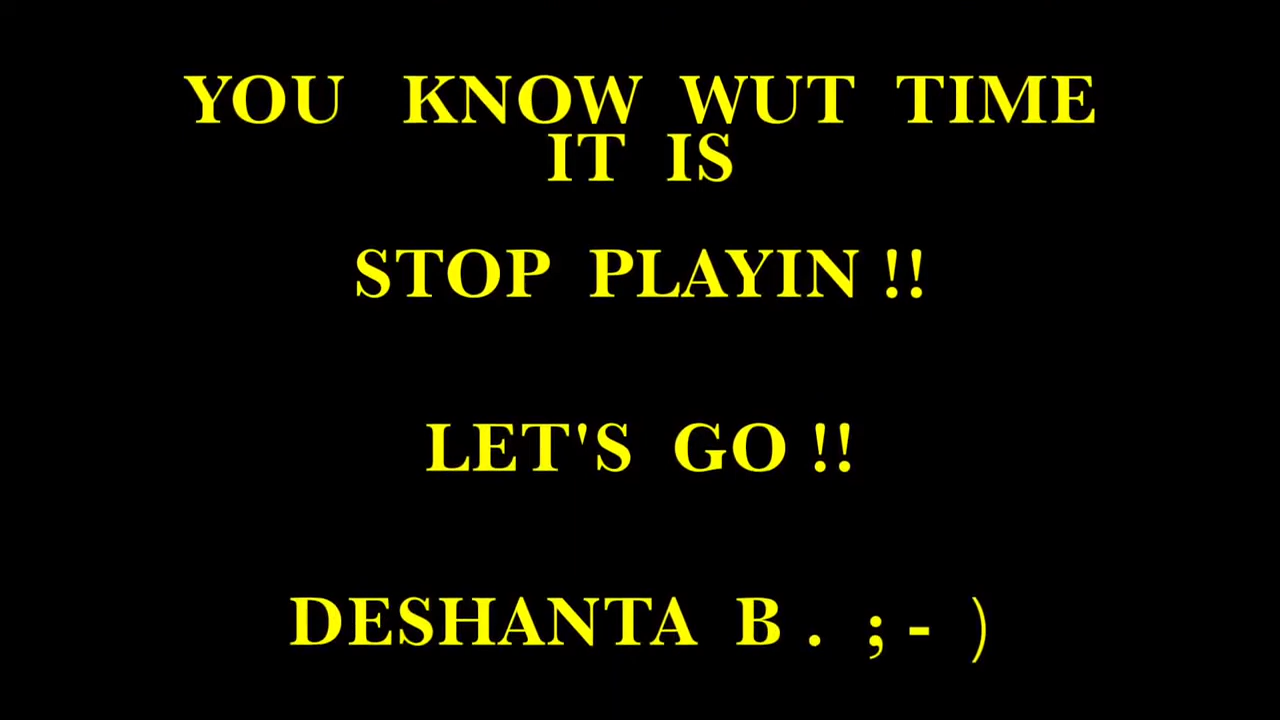 YOU KNOW WUT TIME
IT IS
STOP PLAYIN !!
LET'S GO !!
DESHANTA B . ; - )